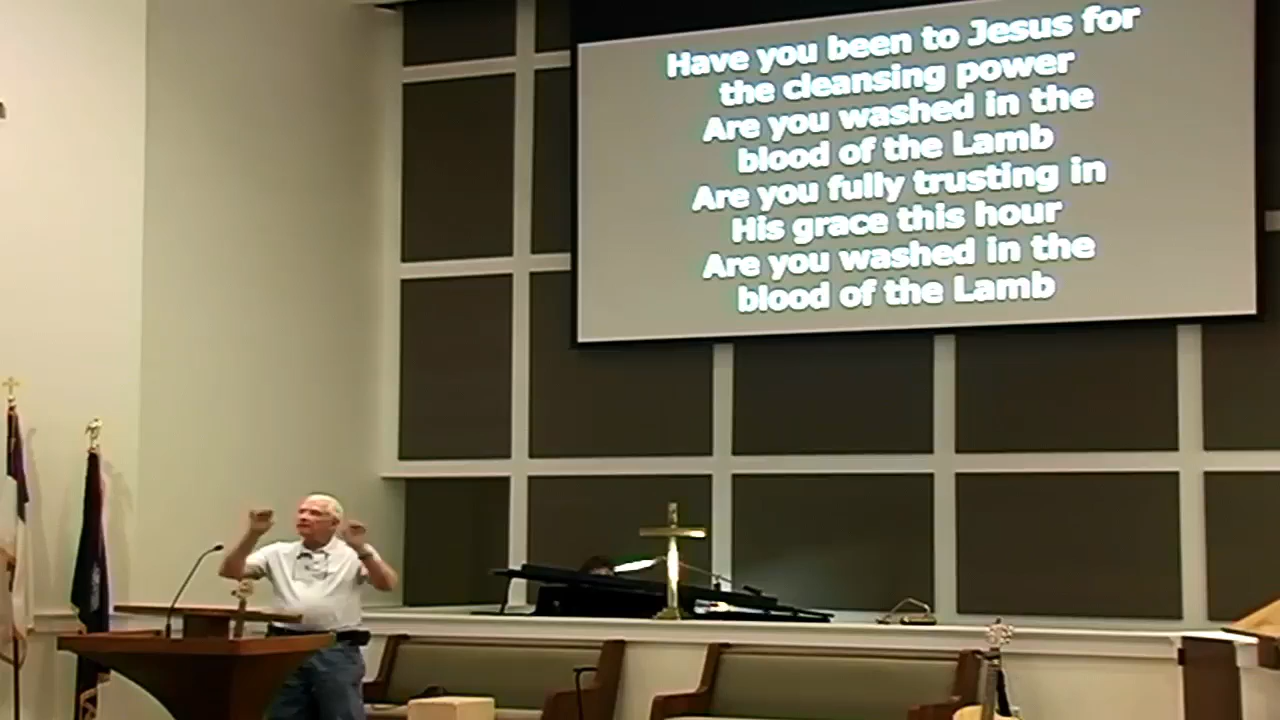 Have you been to Jesus for
the cleansing power
Are you washed in the
blood of the Lamb
Are you fully trusting in
His grace this hour
Are you washed in the
blood of the Lamb